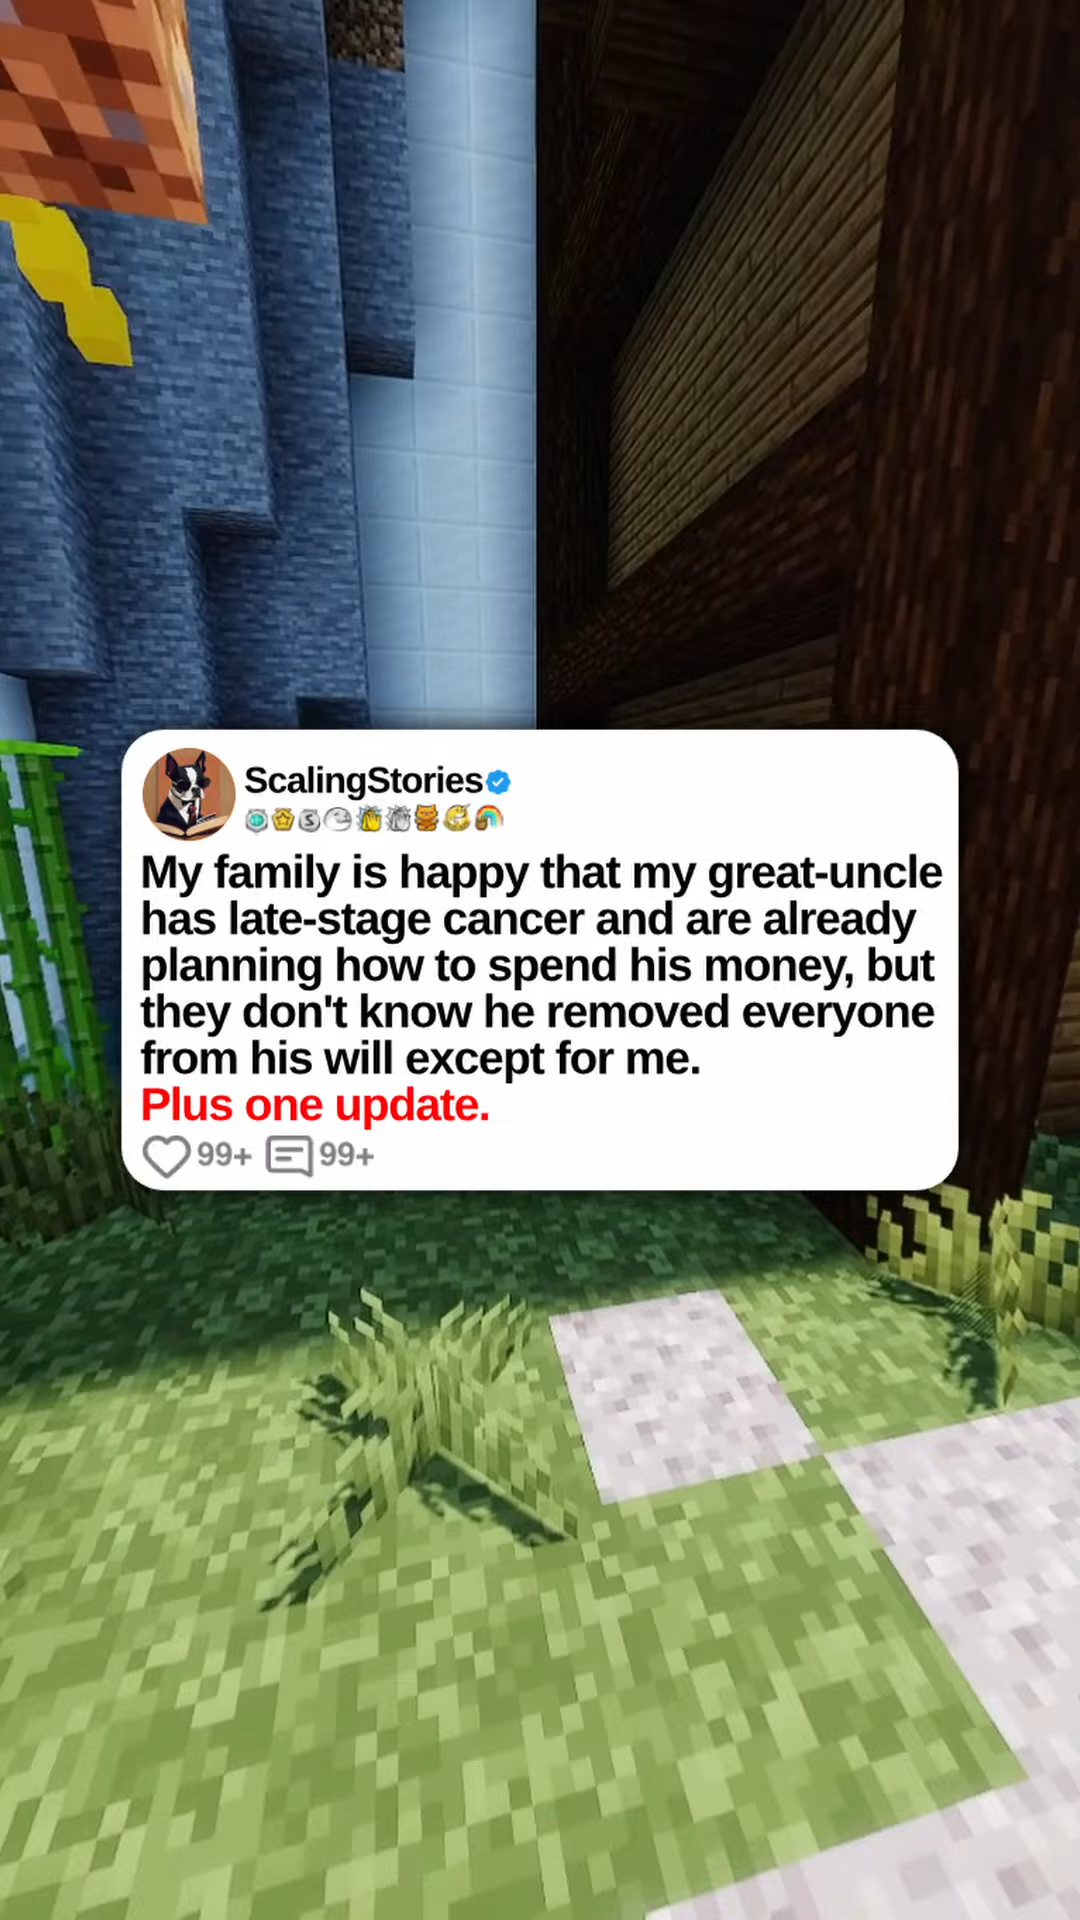 ScalingStories
My family is happy that my great-uncle
has late-stage cancer and are already
planning how to spend his money, but
they don't know he removed everyone
from his will except for me.
Plus one update.
99+ 99+